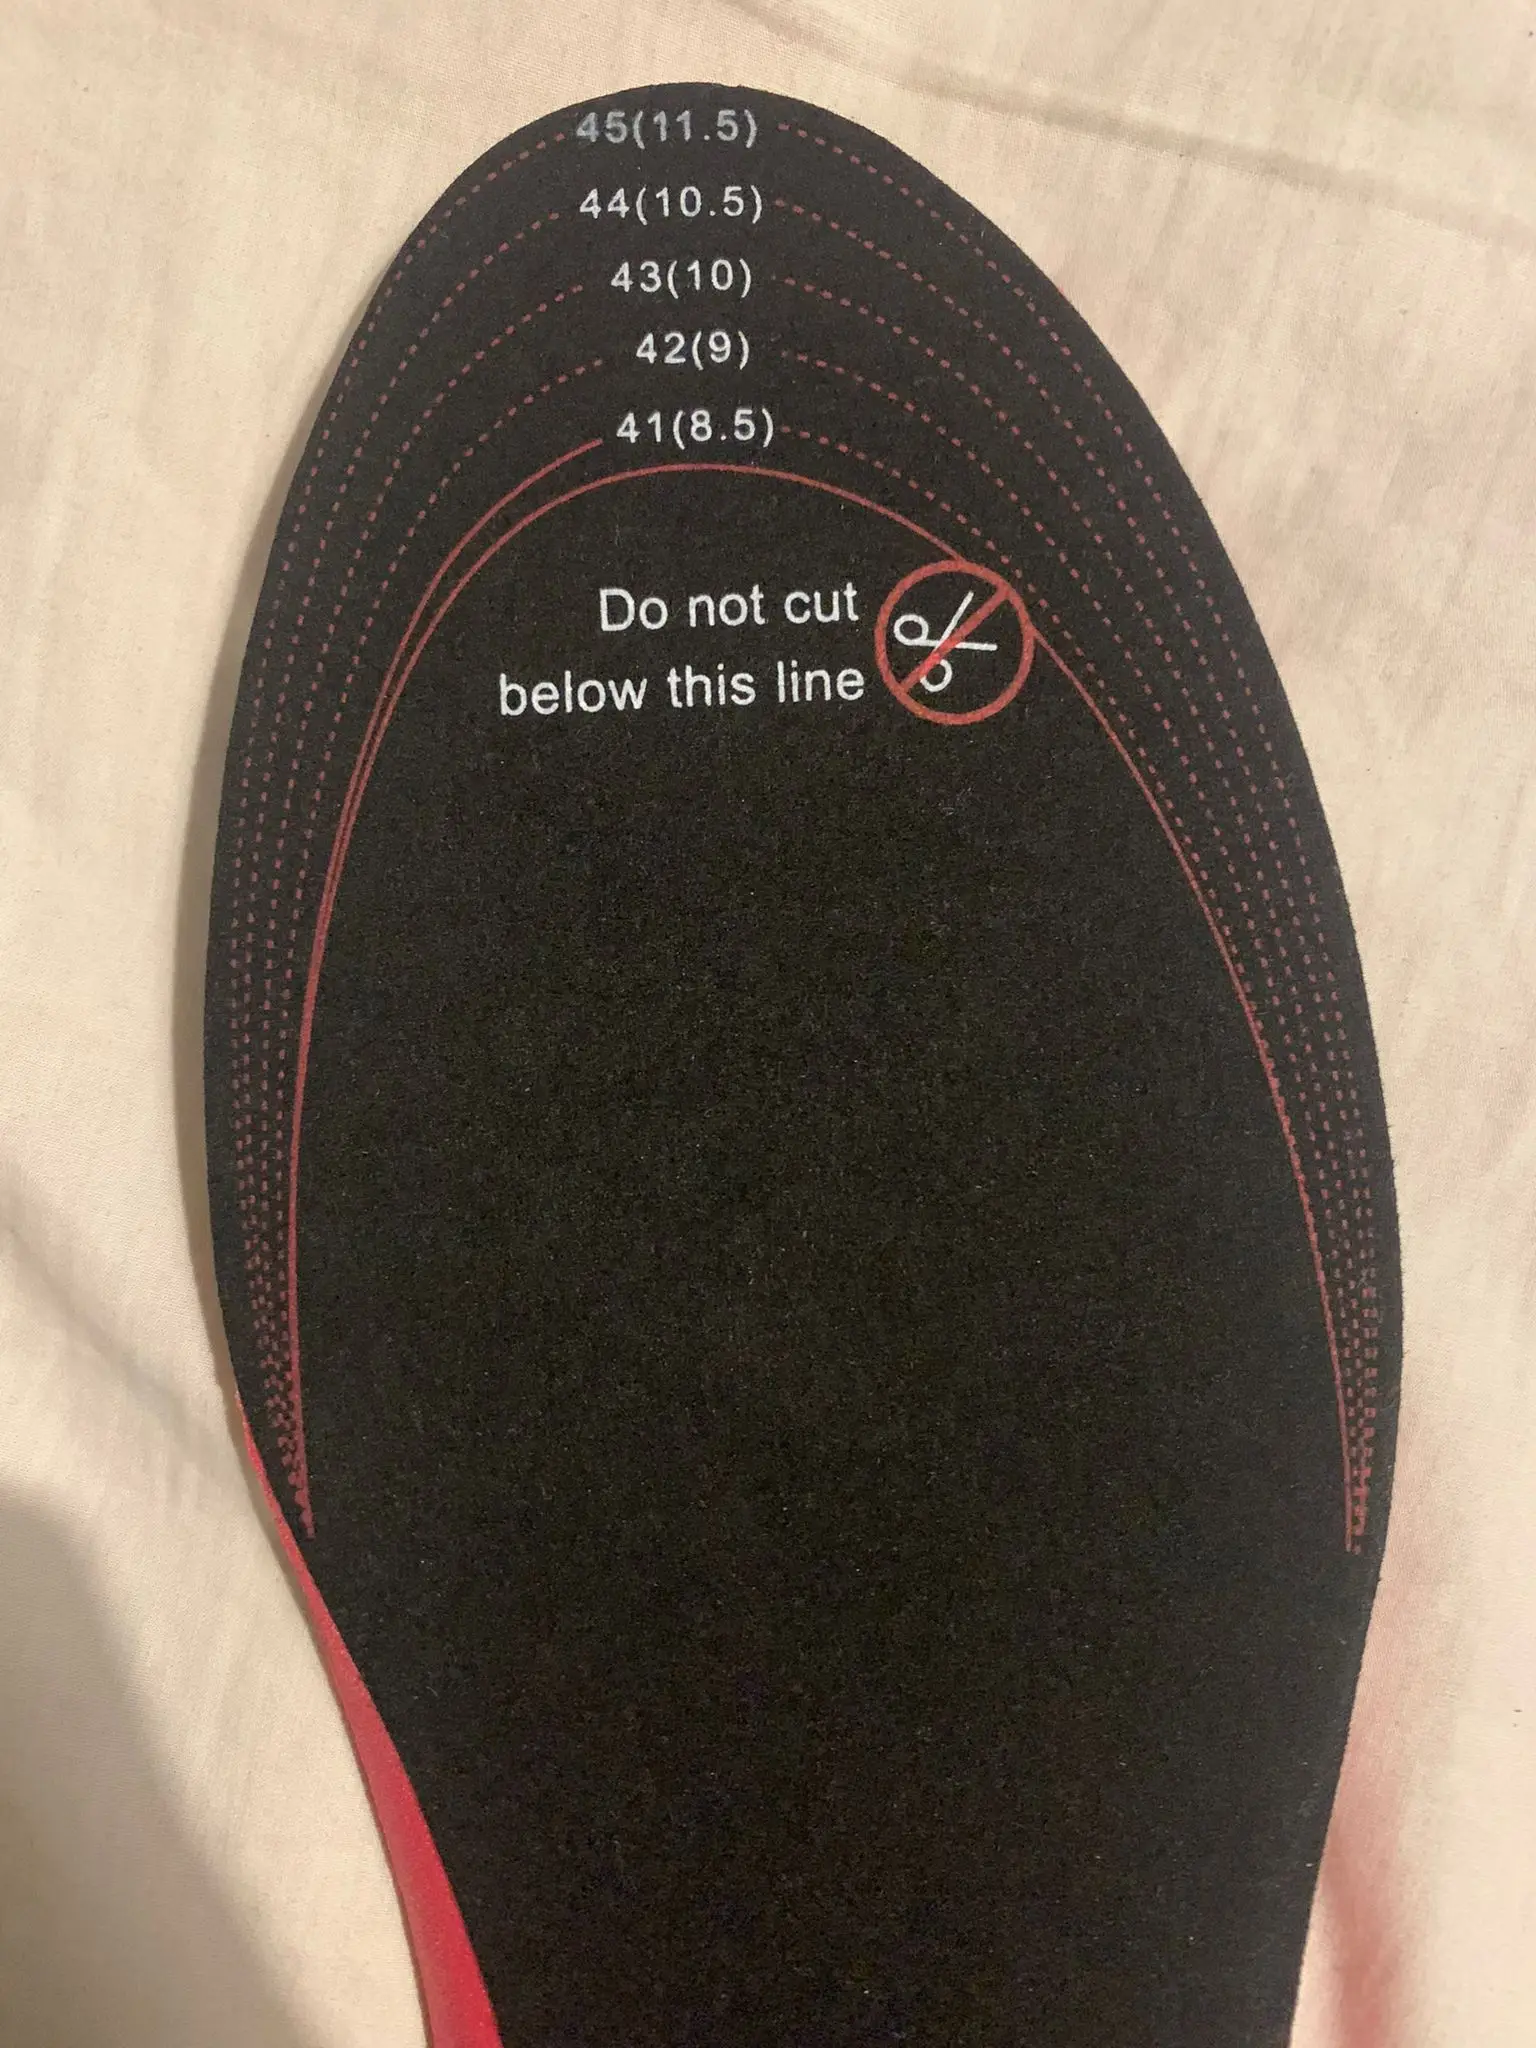 45(11.5)
44(10.5)
43(10)
42(9)
41(8.5)
Do not cut
below this line